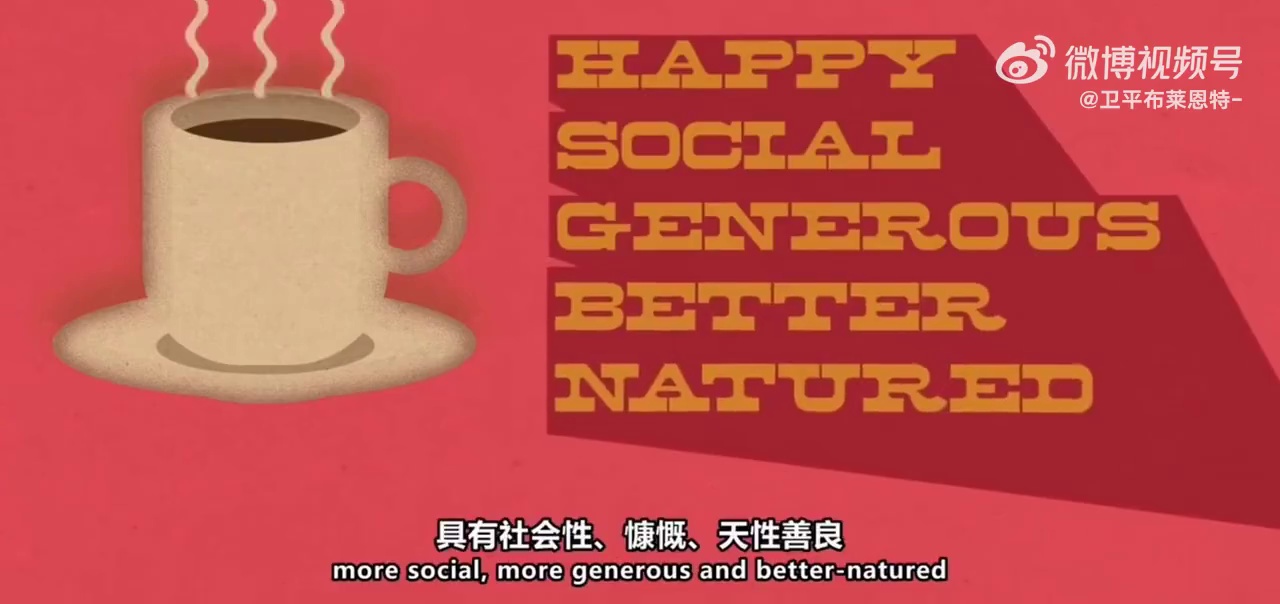 HAPPY
SOCIAL
GENEROUS
BETTER
NATURED
微博视频号
@卫平布莱恩特-
具有社会性、慷慨、天性善良
more social, more generous and better-natured